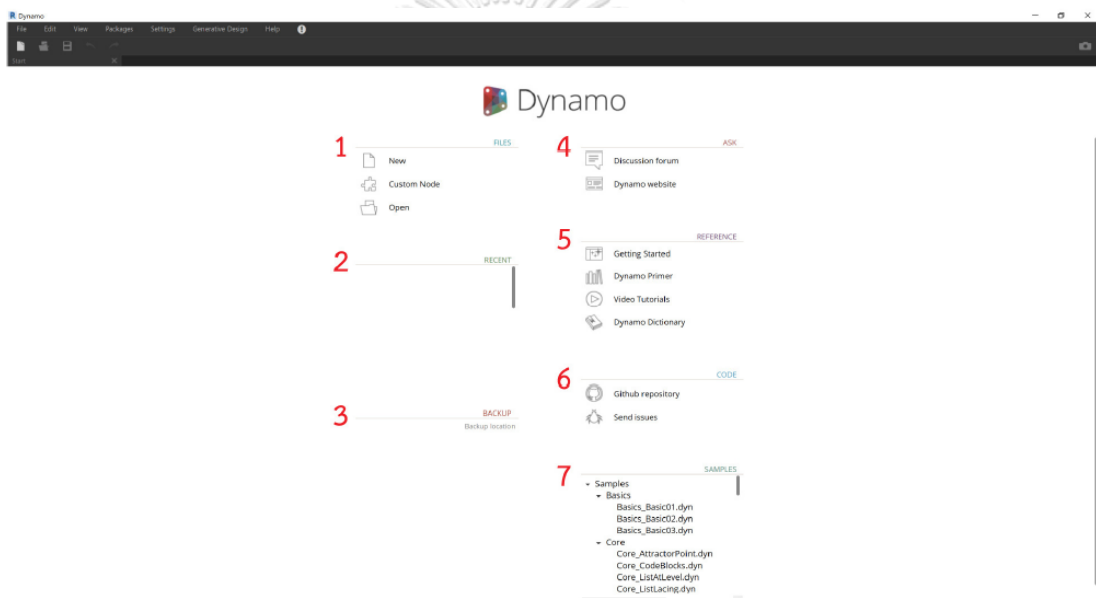 Dynamo
File Edit View Packages Settings Generative Design Help
Start
Dynamo
1 FILES
New
Custom Node
Open
2 RECENT
3 BACKUP
Backup location
4 ASK
Discussion forum
Dynamo website
5 REFERENCE
Getting Started
Dynamo Primer
Video Tutorials
Dynamo Dictionary
6 CODE
Github repository
Send issues
7 SAMPLES
Samples
Basics
Basics_Basic01.dyn
Basics_Basic02.dyn
Basics_Basic03.dyn
Core
Core_AttractorPoint.dyn
Core_CodeBlocks.dyn
Core_ListAtLevel.dyn
Core_ListLacing.dyn